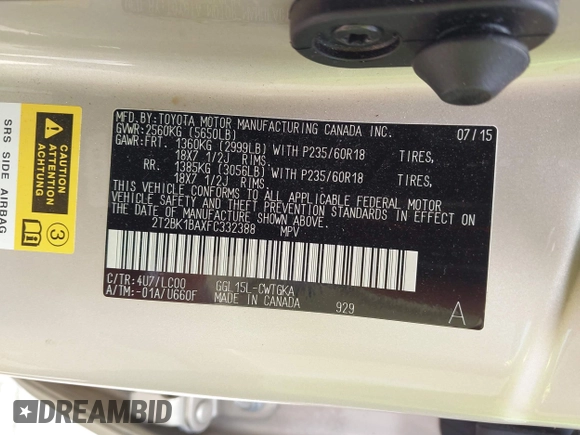 MFD. BY: TOYOTA MOTOR MANUFACTURING CANADA INC. 07/15
GVWR: 2560KG (5650LB)
GAWR: FRT. 1360KG (2999LB) WITH P235/60R18 TIRES,
18X7 1/2J RIMS,
RR. 1385KG (3056LB) WITH P235/60R18 TIRES,
18X7 1/2J RIMS,
THIS VEHICLE CONFORMS TO ALL APPLICABLE FEDERAL MOTOR
VEHICLE SAFETY AND THEFT PREVENTION STANDARDS IN EFFECT ON
THE DATE OF MANUFACTURE SHOWN ABOVE.
2T2BK1BAXFC332388 MPV
C/TR: 4U7/LC00 GGL15L-CWTGKA
A/TM: -01A/U660F MADE IN CANADA 929 A
SRS SIDE AIRBAG
3
DREAMBID